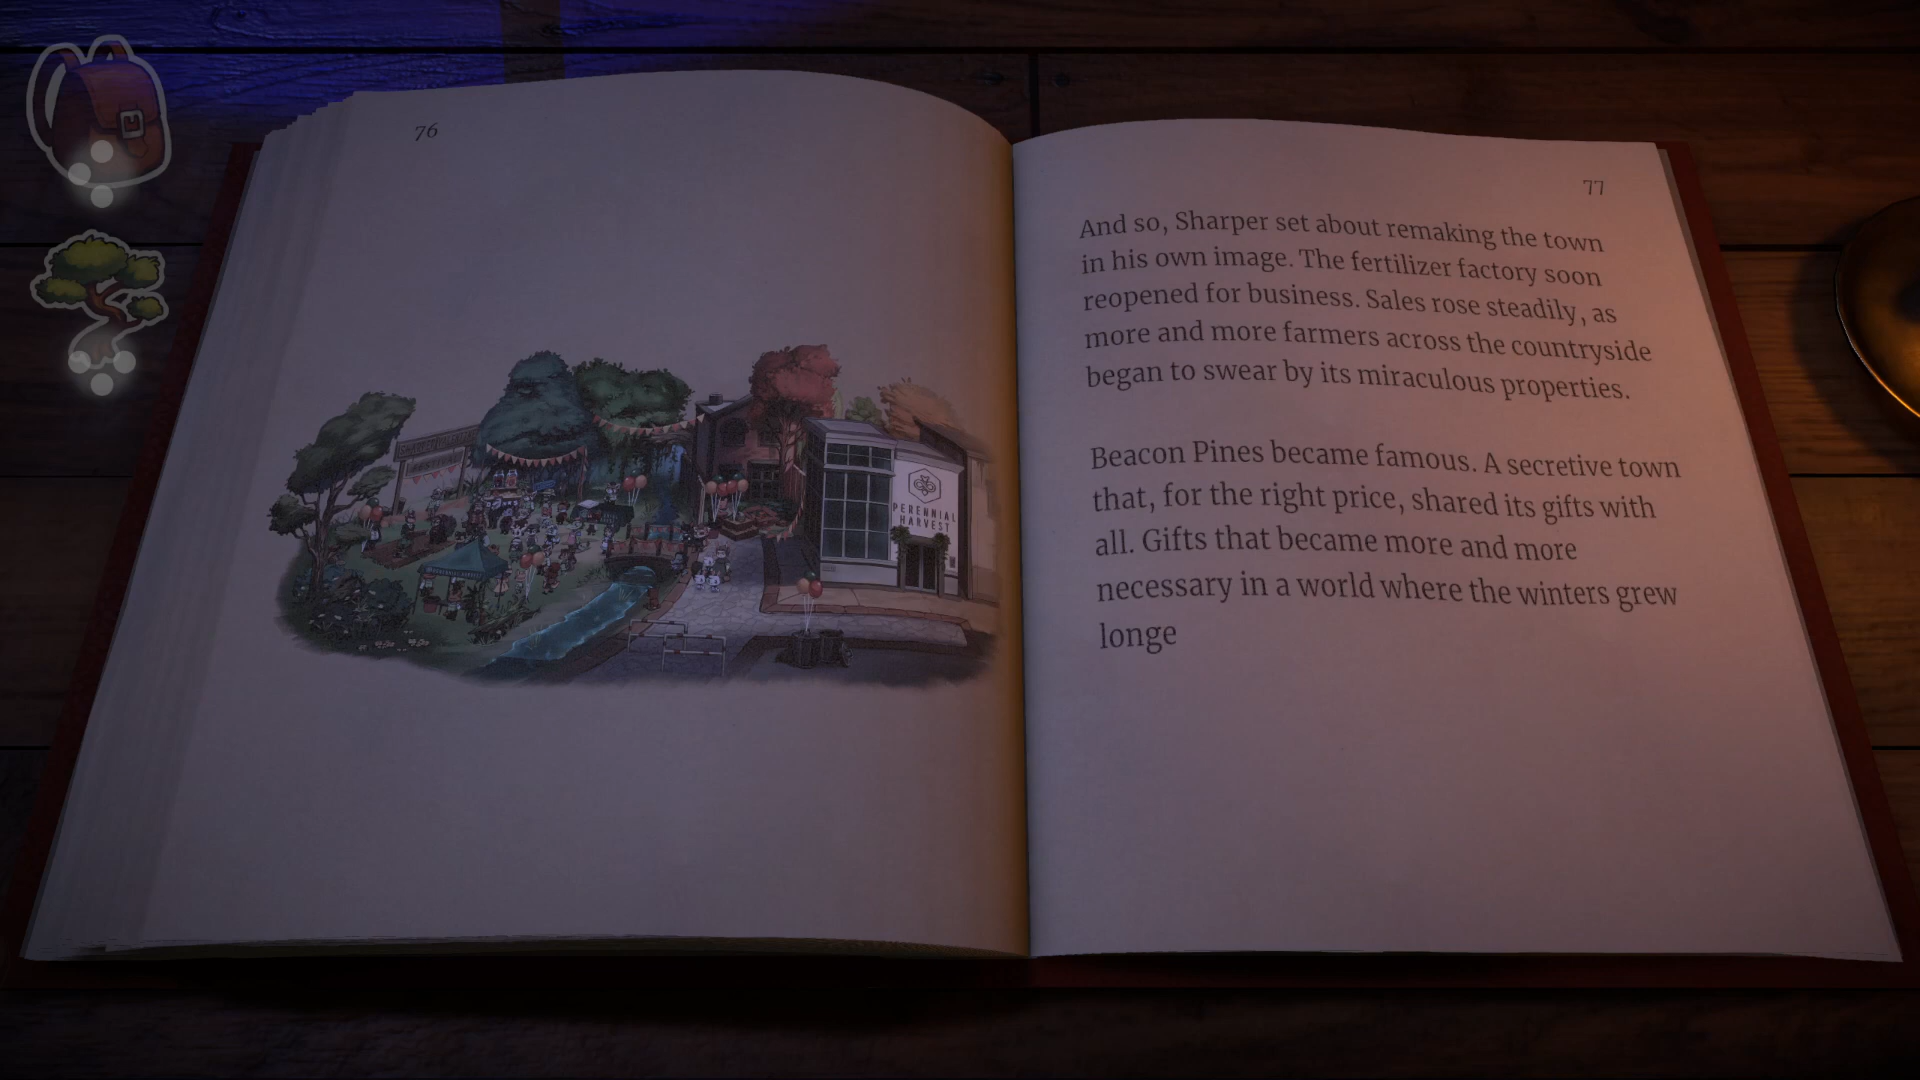 76
PERENNIAL
HARVEST
77
And so, Sharper set about remaking the town
in his own image. The fertilizer factory soon
reopened for business. Sales rose steadily, as
more and more farmers across the countryside
began to swear by its miraculous properties.
Beacon Pines became famous. A secretive town
that, for the right price, shared its gifts with
all. Gifts that became more and more
necessary in a world where the winters grew
longe